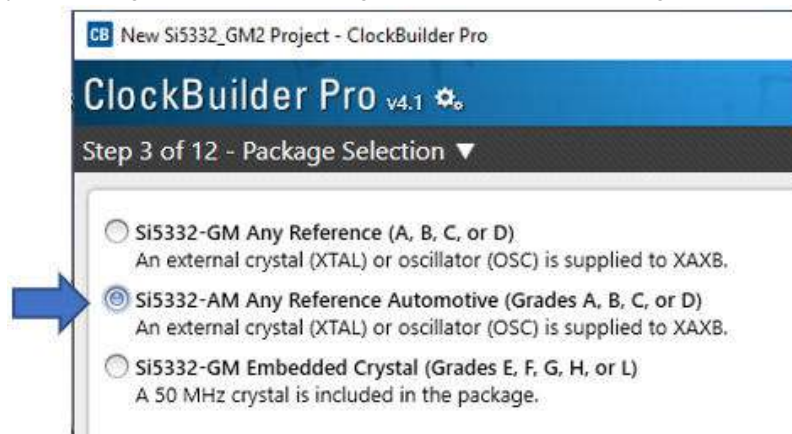 CB New Si5332_GM2 Project - ClockBuilder Pro
ClockBuilder Pro v4.1
Step 3 of 12 - Package Selection ▼
Si5332-GM Any Reference (A, B, C, or D)
An external crystal (XTAL) or oscillator (OSC) is supplied to XAXB.
Si5332-AM Any Reference Automotive (Grades A, B, C, or D)
An external crystal (XTAL) or oscillator (OSC) is supplied to XAXB.
Si5332-GM Embedded Crystal (Grades E, F, G, H, or L)
A 50 MHz crystal is included in the package.